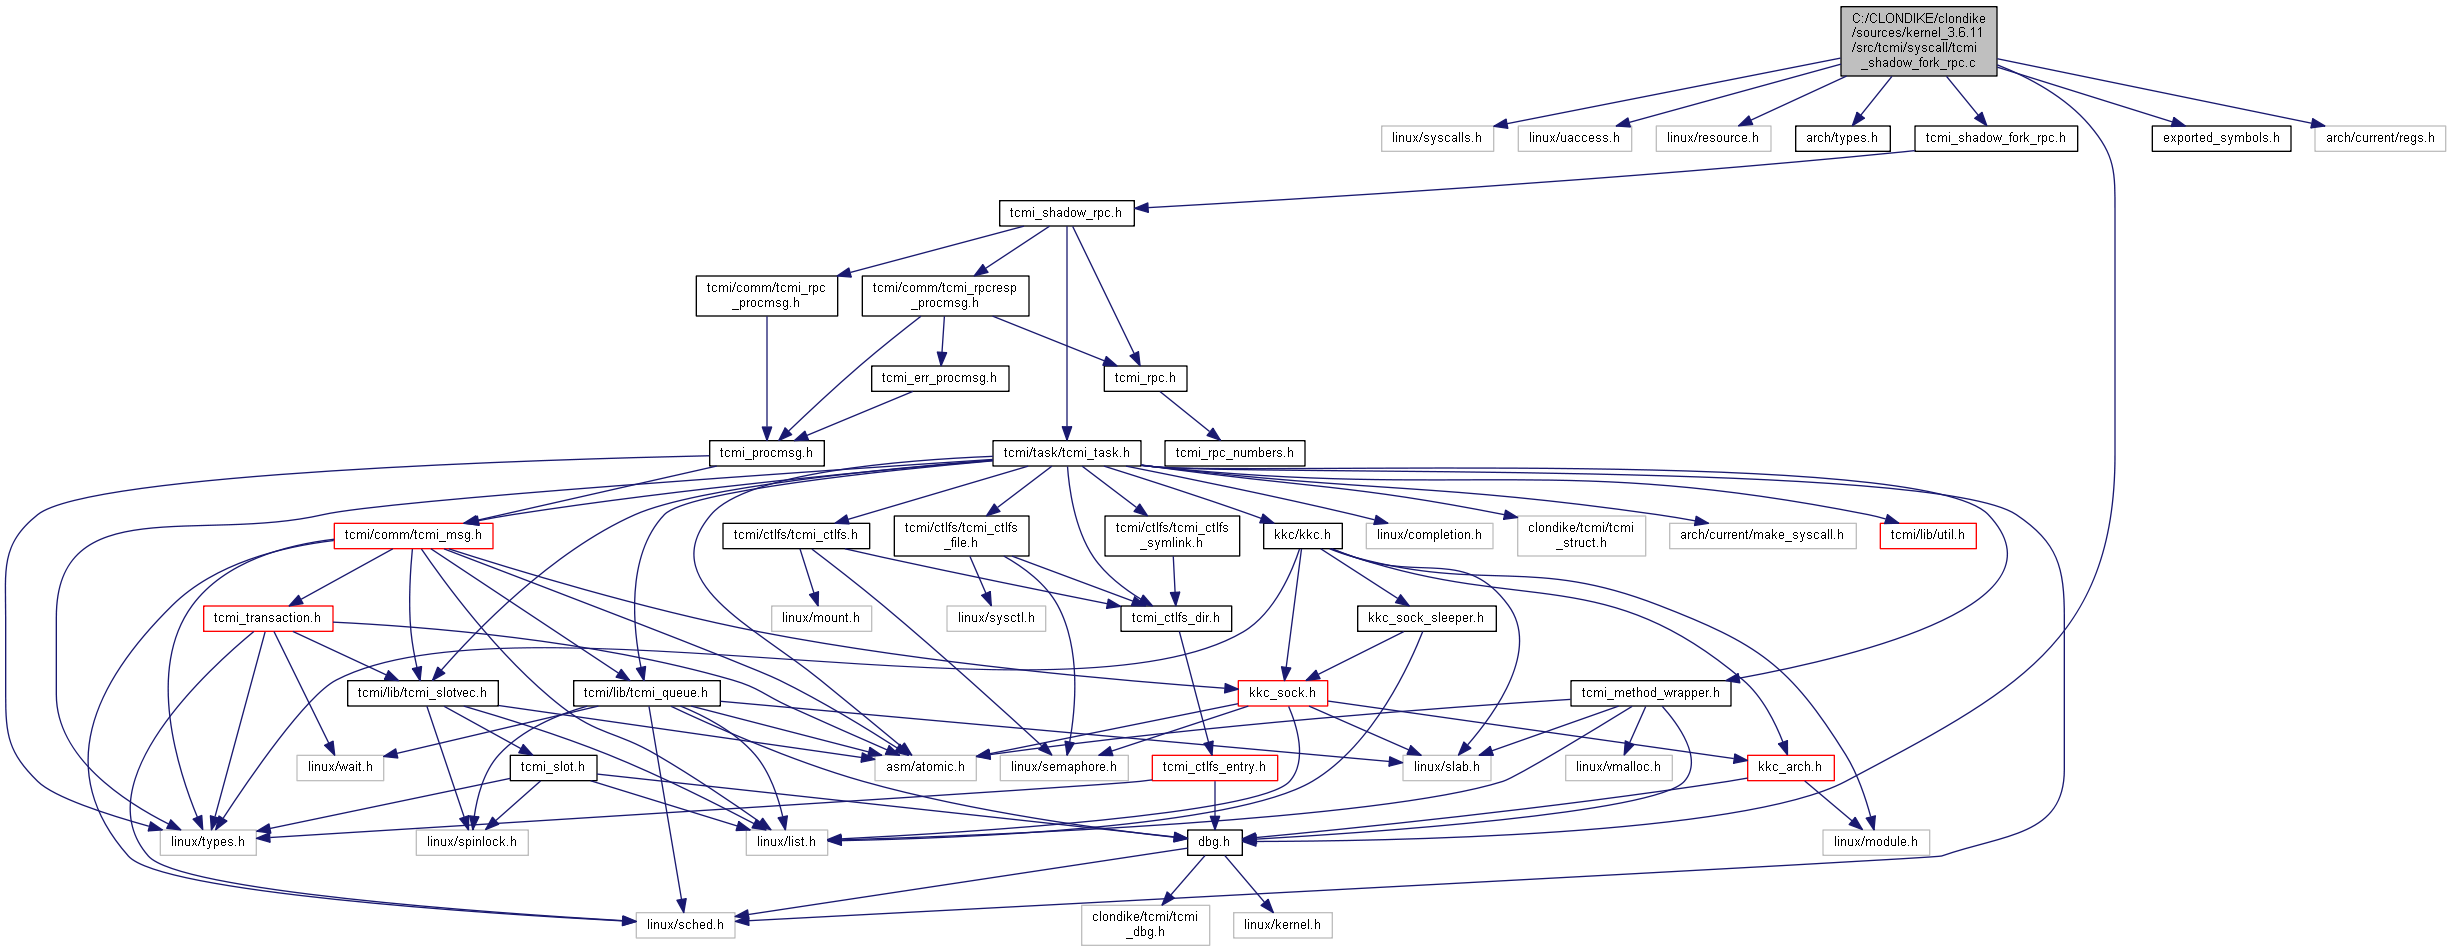 C:/CLONDIKE/clondike
/sources/kernel_3.6.11
/src/tcmi/syscall/tcmi
_shadow_fork_rpc.c
linux/syscalls.h
linux/uaccess.h
linux/resource.h
arch/types.h
tcmi_shadow_fork_rpc.h
exported_symbols.h
arch/current/regs.h
tcmi_shadow_rpc.h
tcmi/comm/tcmi_rpc
_procmsg.h
tcmi/comm/tcmi_rpcresp
_procmsg.h
tcmi_err_procmsg.h
tcmi_rpc.h
tcmi_procmsg.h
tcmi/task/tcmi_task.h
tcmi_rpc_numbers.h
tcmi/comm/tcmi_msg.h
tcmi/ctlfs/tcmi_ctlfs.h
tcmi/ctlfs/tcmi_ctlfs
_file.h
tcmi/ctlfs/tcmi_ctlfs
_symlink.h
kkc/kkc.h
linux/completion.h
clondike/tcmi/tcmi
_struct.h
arch/current/make_syscall.h
tcmi/lib/util.h
tcmi_transaction.h
linux/mount.h
linux/sysctl.h
tcmi_ctlfs_dir.h
kkc_sock_sleeper.h
tcmi/lib/tcmi_slotvec.h
tcmi/lib/tcmi_queue.h
kkc_sock.h
tcmi_method_wrapper.h
linux/wait.h
tcmi_slot.h
asm/atomic.h
linux/semaphore.h
tcmi_ctlfs_entry.h
linux/slab.h
linux/vmalloc.h
kkc_arch.h
linux/types.h
linux/spinlock.h
linux/list.h
dbg.h
linux/module.h
linux/sched.h
clondike/tcmi/tcmi
_dbg.h
linux/kernel.h